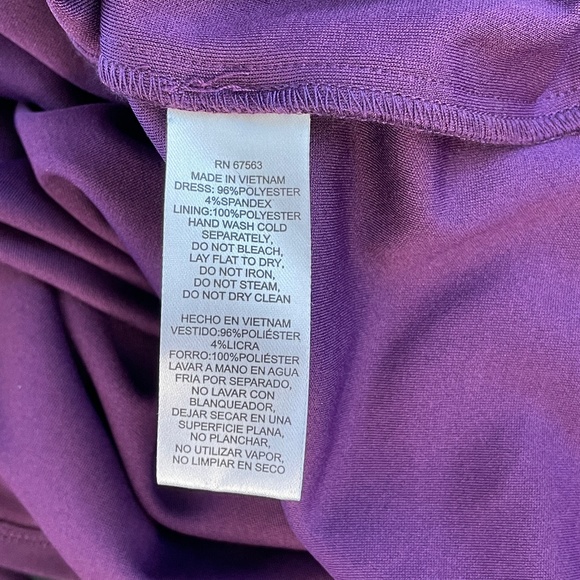 RN 67563
MADE IN VIETNAM
DRESS: 96%POLYESTER
4%SPANDEX
LINING:100%POLYESTER
HAND WASH COLD
SEPARATELY,
DO NOT BLEACH,
LAY FLAT TO DRY,
DO NOT IRON,
DO NOT STEAM,
DO NOT DRY CLEAN
HECHO EN VIETNAM
VESTIDO:96%POLIÉSTER
4%LICRA
FORRO:100%POLIÉSTER
LAVAR A MANO EN AGUA
FRIA POR SEPARADO,
NO LAVAR CON
BLANQUEADOR,
DEJAR SECAR EN UNA
SUPERFICIE PLANA,
NO PLANCHAR,
NO UTILIZAR VAPOR,
NO LIMPIAR EN SECO